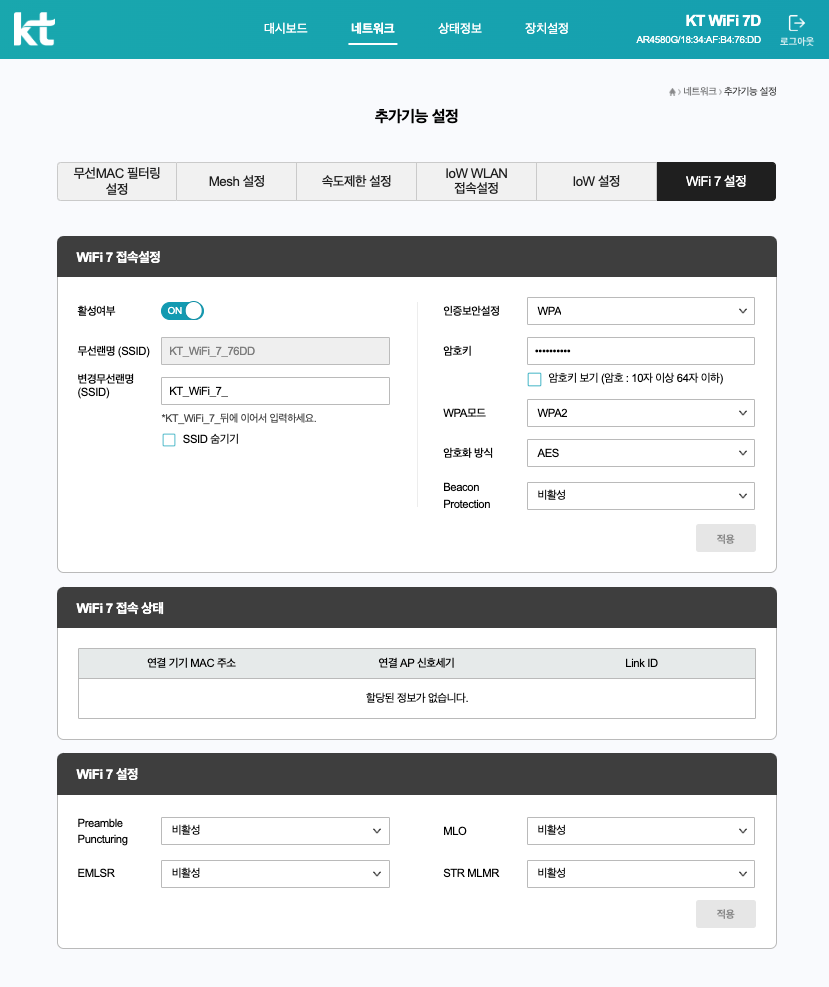 kt
대시보드
네트워크
상태정보
장치설정
KT WiFi 7D
AR4580G/18:34:AF:B4:76:DD
로그아웃
네트워크 › 추가기능 설정
추가기능 설정
무선MAC 필터링
설정
Mesh 설정
속도제한 설정
IoW WLAN
접속설정
IoW 설정
WiFi 7 설정
WiFi 7 접속설정
활성여부
ON
무선랜명 (SSID)
KT_WiFi_7_76DD
변경무선랜명
(SSID)
KT_WiFi_7_
*KT_WiFi_7_뒤에 이어서 입력하세요.
SSID 숨기기
인증보안설정
WPA
암호키
••••••••••
암호키 보기 (암호 : 10자 이상 64자 이하)
WPA모드
WPA2
암호화 방식
AES
Beacon
Protection
비활성
적용
WiFi 7 접속 상태
연결 기기 MAC 주소
연결 AP 신호세기
Link ID
할당된 정보가 없습니다.
WiFi 7 설정
Preamble
Puncturing
비활성
MLO
비활성
EMLSR
비활성
STR MLMR
비활성
적용